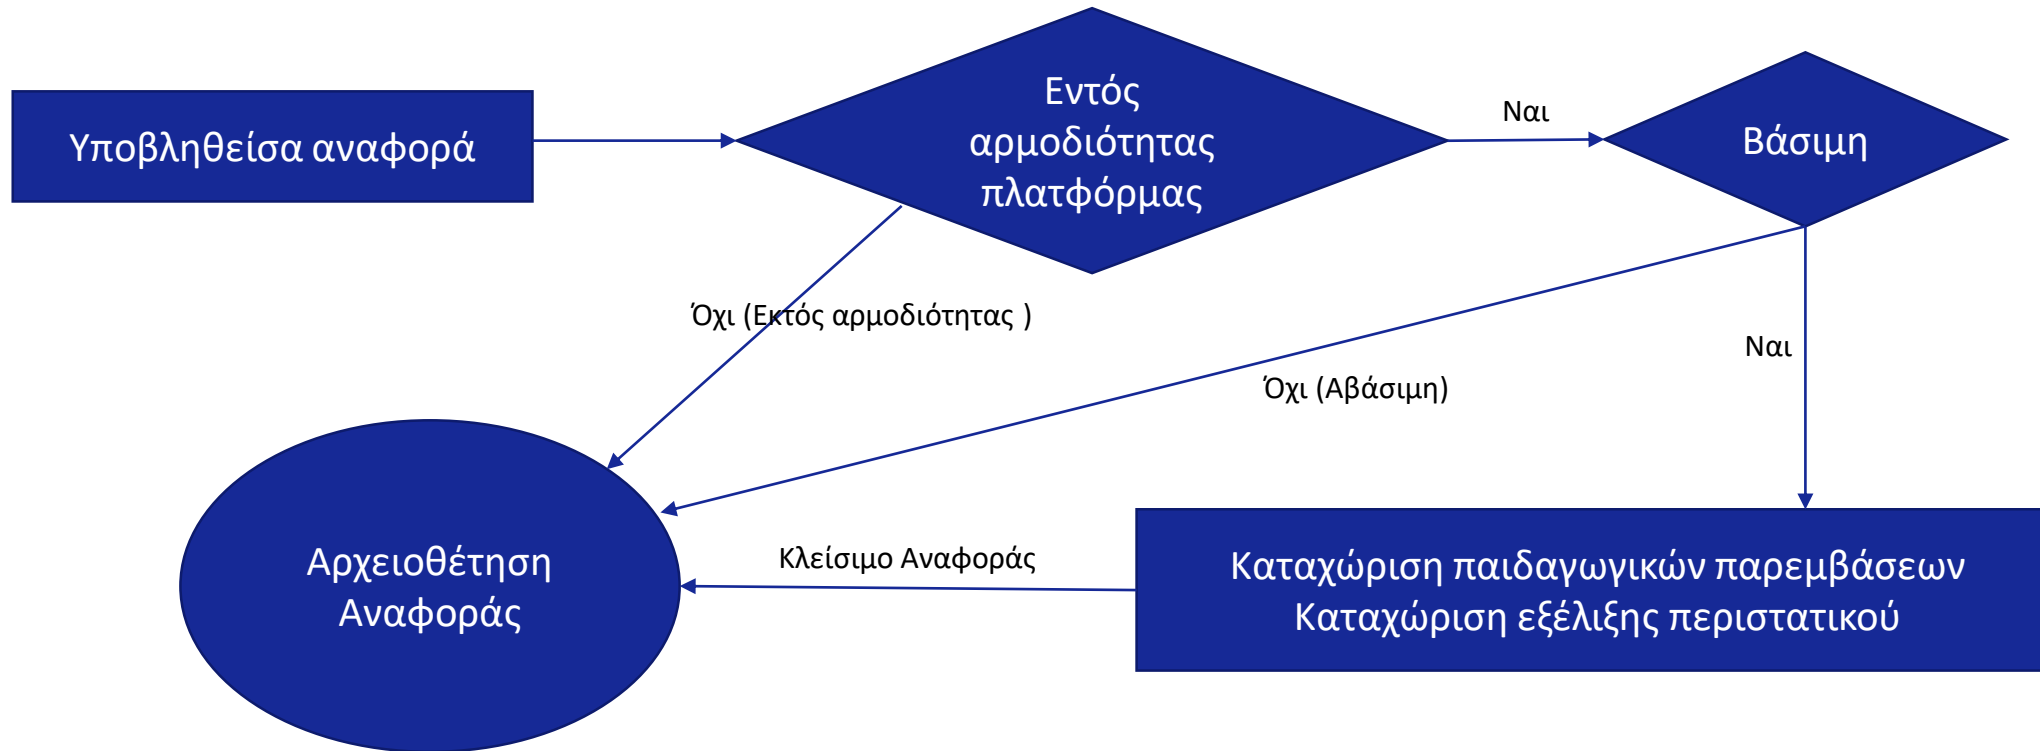 Υποβληθείσα αναφορά
Εντός
αρμοδιότητας
πλατφόρμας
Ναι
Βάσιμη
Όχι (Εκτός αρμοδιότητας )
Ναι
Όχι (Αβάσιμη)
Αρχειοθέτηση
Αναφοράς
Κλείσιμο Αναφοράς
Καταχώριση παιδαγωγικών παρεμβάσεων
Καταχώριση εξέλιξης περιστατικού